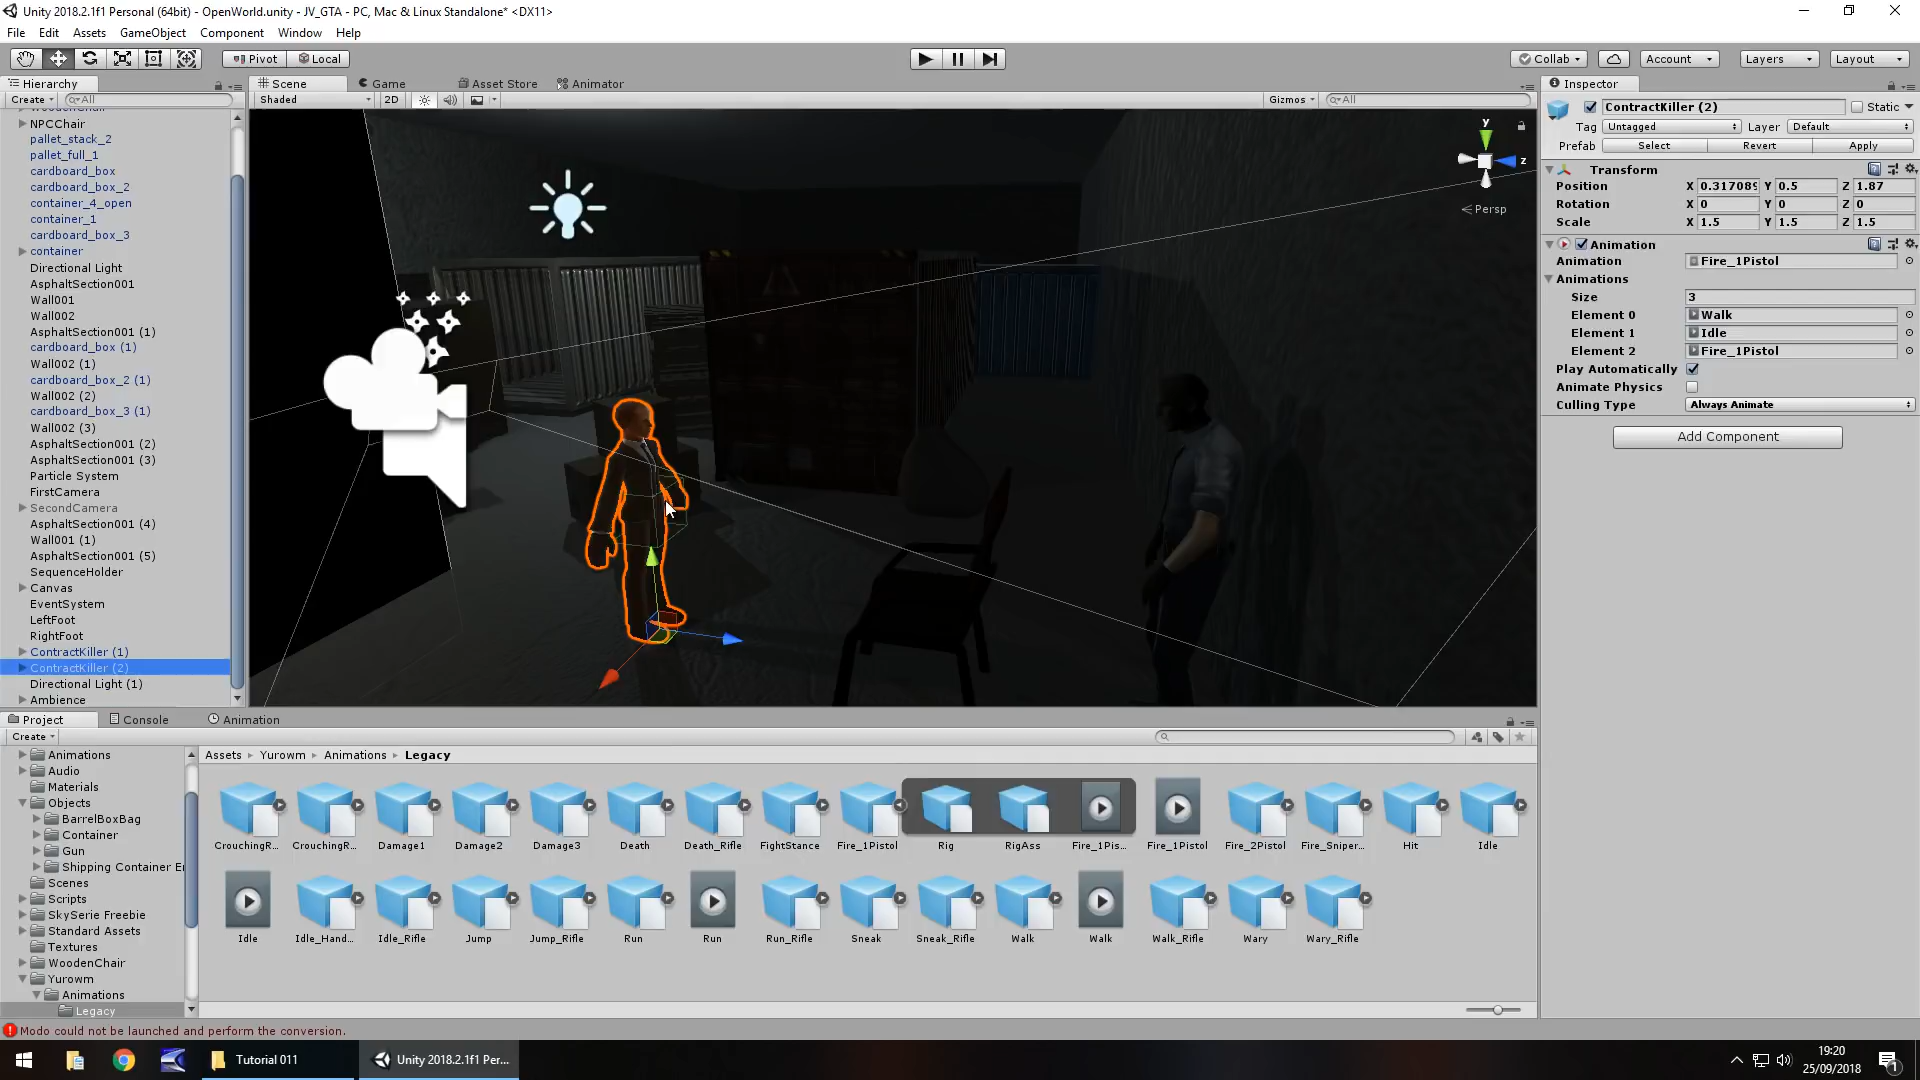 Unity 2018.2.1f1 Personal (64bit) - OpenWorld.unity - JV_GTA - PC, Mac & Linux Standalone* <DX11>
File Edit Assets GameObject Component Window Help
Pivot Local Collab Account Layers Layout
Hierarchy
Create All
NPCChair
pallet_stack_2
pallet_full_1
cardboard_box
cardboard_box_2
container_4_open
container_1
cardboard_box_3
container
Directional Light
AsphaltSection001
Wall001
Wall002
AsphaltSection001 (1)
cardboard_box (1)
Wall002 (1)
cardboard_box_2 (1)
Wall002 (2)
cardboard_box_3 (1)
Wall002 (3)
AsphaltSection001 (2)
AsphaltSection001 (3)
Particle System
FirstCamera
SecondCamera
AsphaltSection001 (4)
Wall001 (1)
AsphaltSection001 (5)
SequenceHolder
Canvas
EventSystem
LeftFoot
RightFoot
ContractKiller (1)
ContractKiller (2)
Directional Light (1)
Ambience
Scene Game Asset Store Animator
Shaded 2D Gizmos All
y
z
Persp
Inspector
ContractKiller (2) Static
Tag Untagged Layer Default
Prefab Select Revert Apply
Transform
Position X 0.317089 Y 0.5 Z 1.87
Rotation X 0 Y 0 Z 0
Scale X 1.5 Y 1.5 Z 1.5
Animation
Animation Fire_1Pistol
Animations
Size 3
Element 0 Walk
Element 1 Idle
Element 2 Fire_1Pistol
Play Automatically
Animate Physics
Culling Type Always Animate
Add Component
Project Console Animation
Create
Animations
Audio
Materials
Objects
BarrelBoxBag
Container
Gun
Shipping Container E
Scenes
Scripts
SkySerie Freebie
Standard Assets
Textures
WoodenChair
Yurowm
Animations
Legacy
Assets Yurowm Animations Legacy
CrouchingR... CrouchingR... Damage1 Damage2 Damage3 Death Death_Rifle FightStance Fire_1Pistol Rig RigAss Fire_1Pis... Fire_1Pistol Fire_2Pistol Fire_Sniper... Hit Idle
Idle Idle_Hand... Idle_Rifle Jump Jump_Rifle Run Run Run_Rifle Sneak Sneak_Rifle Walk Walk Walk_Rifle Wary Wary_Rifle
Modo could not be launched and perform the conversion.
Tutorial 011 Unity 2018.2.1f1 Per...
19:20
25/09/2018
1